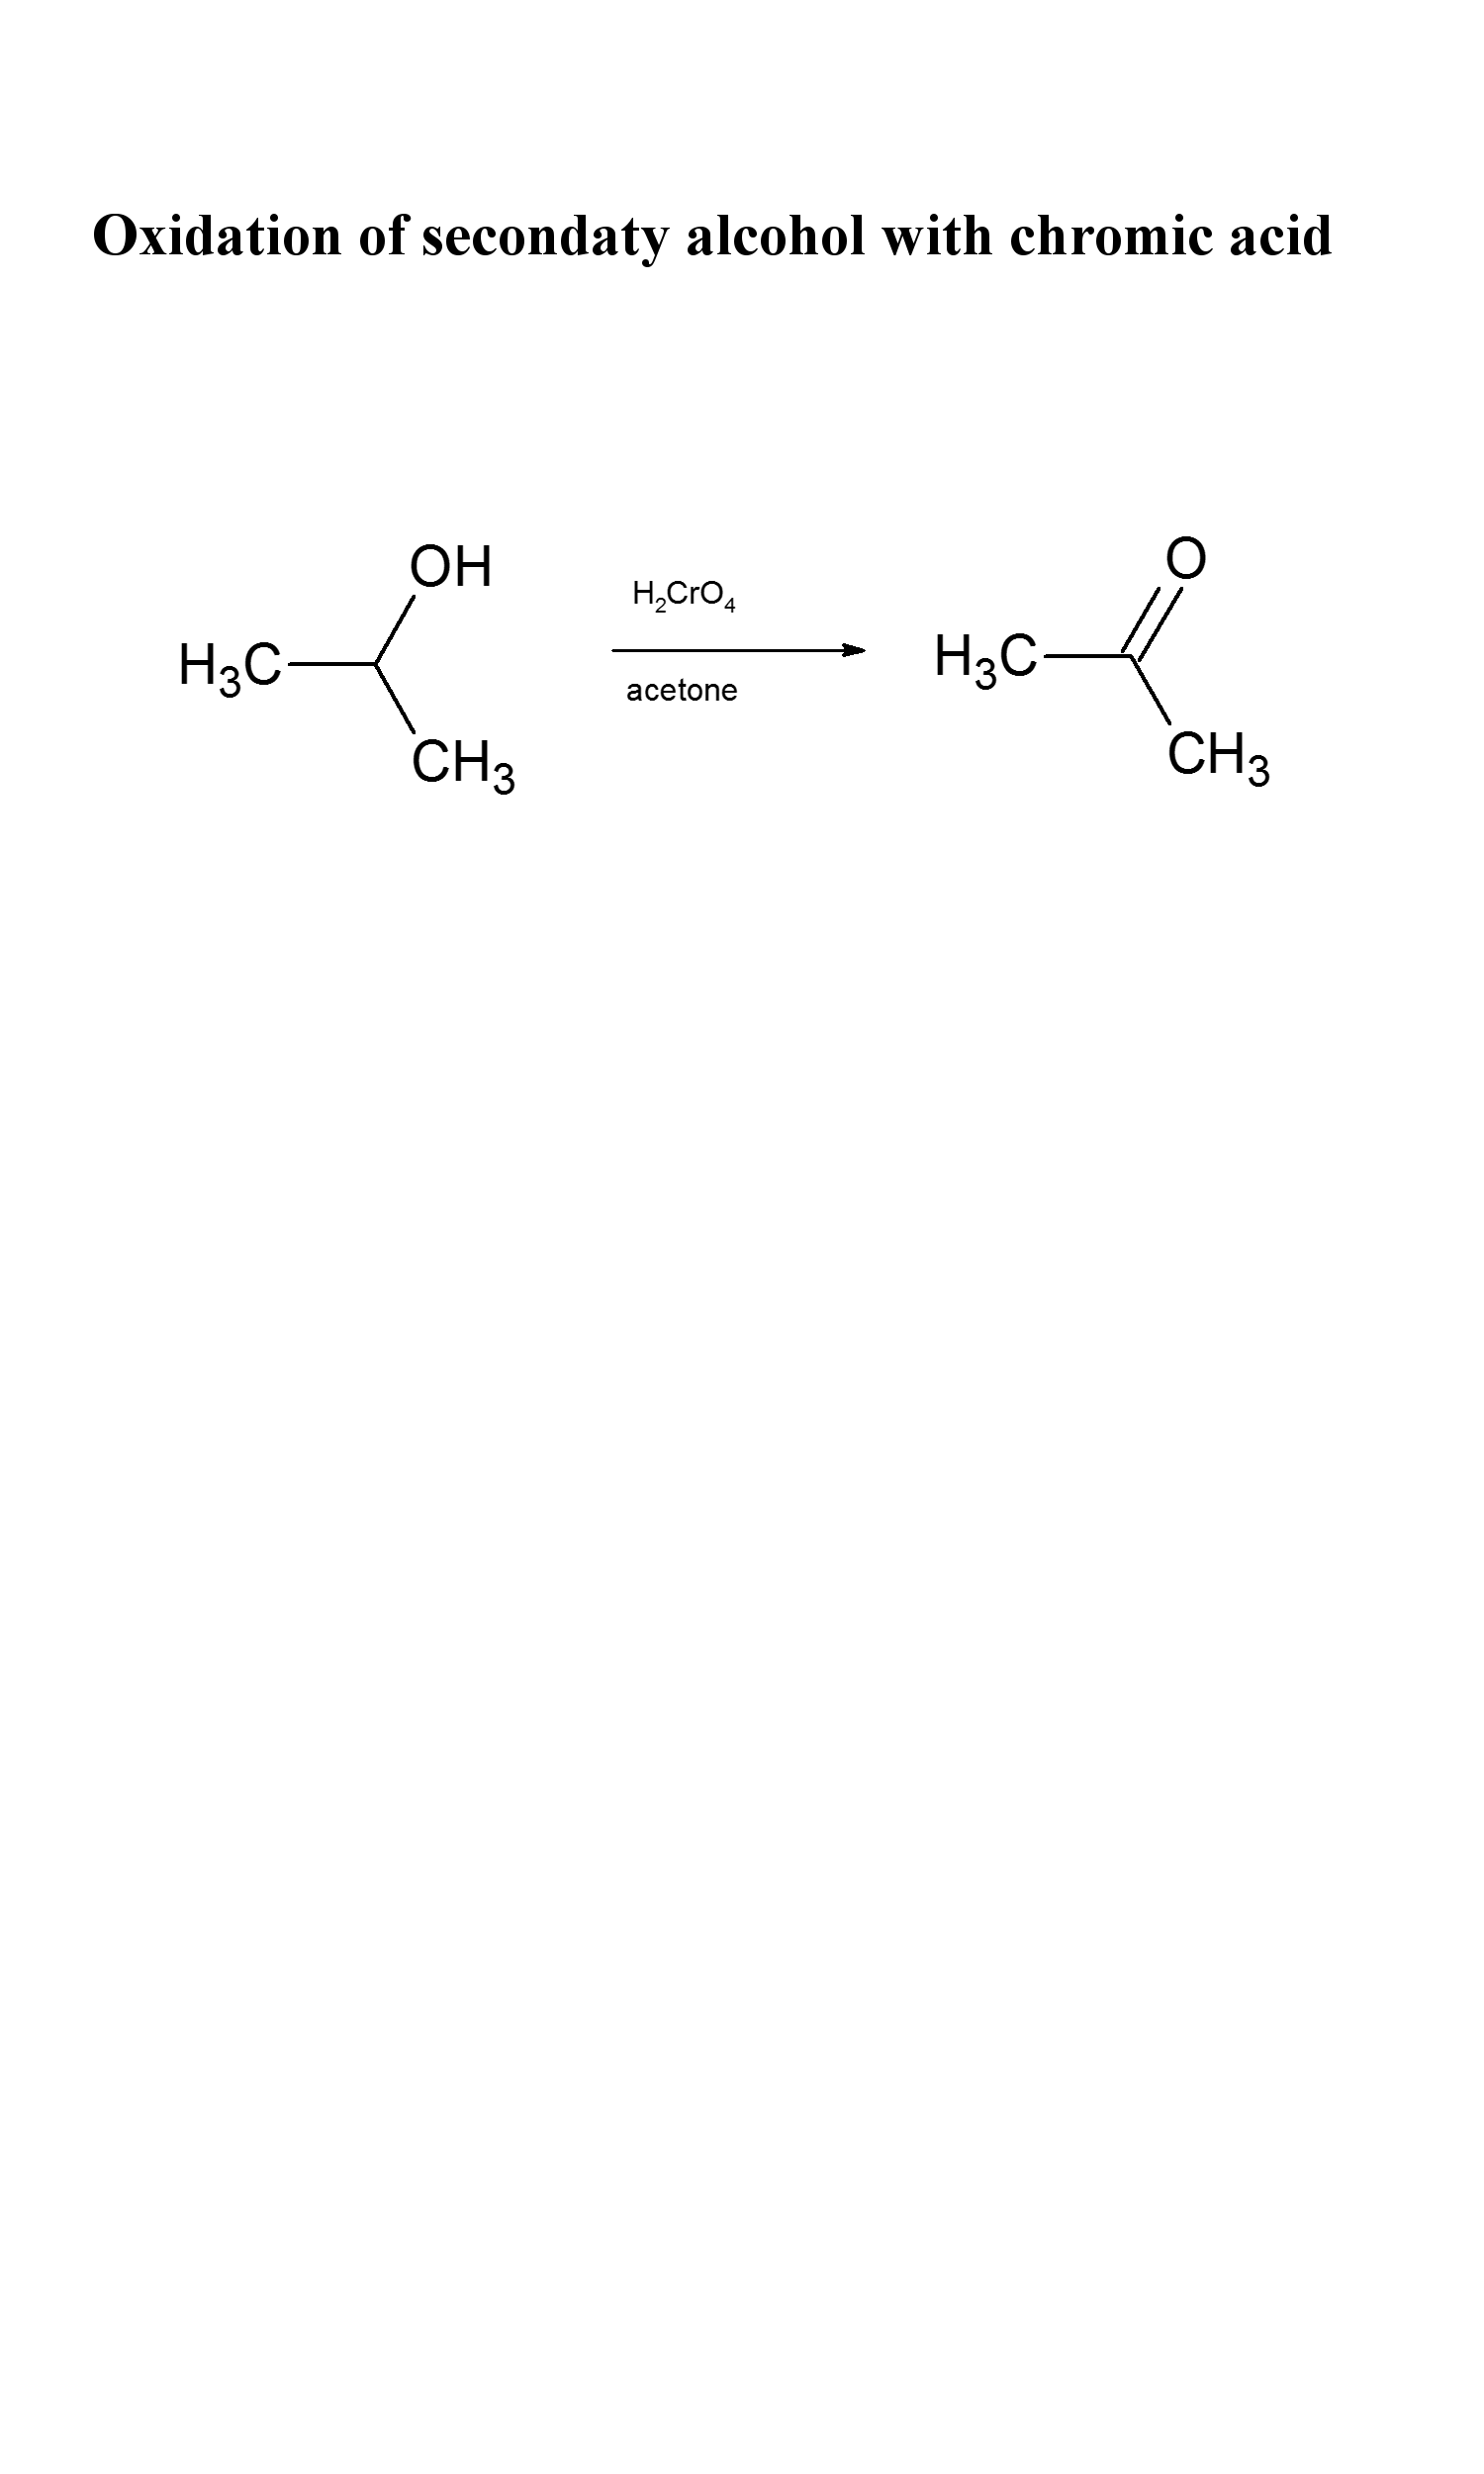 Oxidation of secondaty alcohol with chromic acid
OH
H₃C
CH₃
H₂CrO₄
acetone
O
H₃C
CH₃